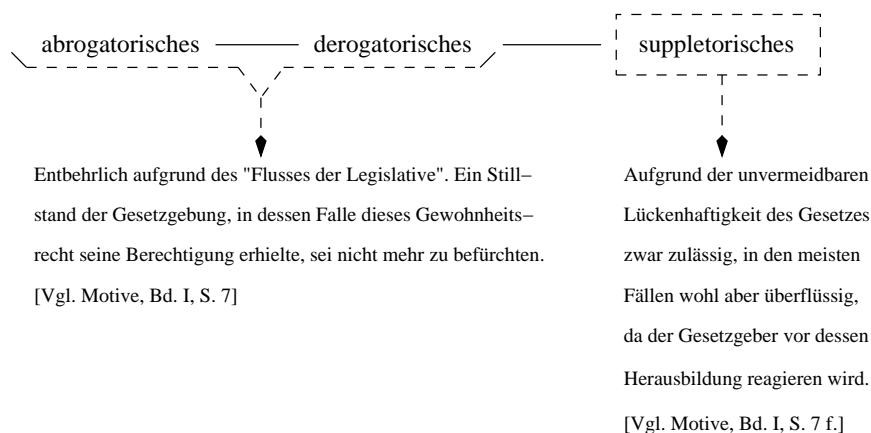 abrogatorisches derogatorisches suppletorisches
Entbehrlich aufgrund des "Flusses der Legislative". Ein Still–
stand der Gesetzgebung, in dessen Falle dieses Gewohnheits–
recht seine Berechtigung erhielte, sei nicht mehr zu befürchten.
[Vgl. Motive, Bd. I, S. 7]
Aufgrund der unvermeidbaren
Lückenhaftigkeit des Gesetzes
zwar zulässig, in den meisten
Fällen wohl aber überflüssig,
da der Gesetzgeber vor dessen
Herausbildung reagieren wird.
[Vgl. Motive, Bd. I, S. 7 f.]